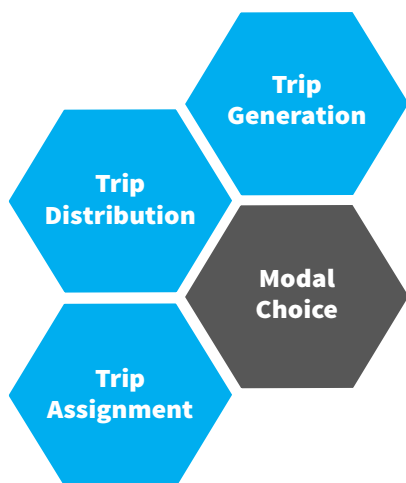 Trip
Generation
Trip
Distribution
Modal
Choice
Trip
Assignment